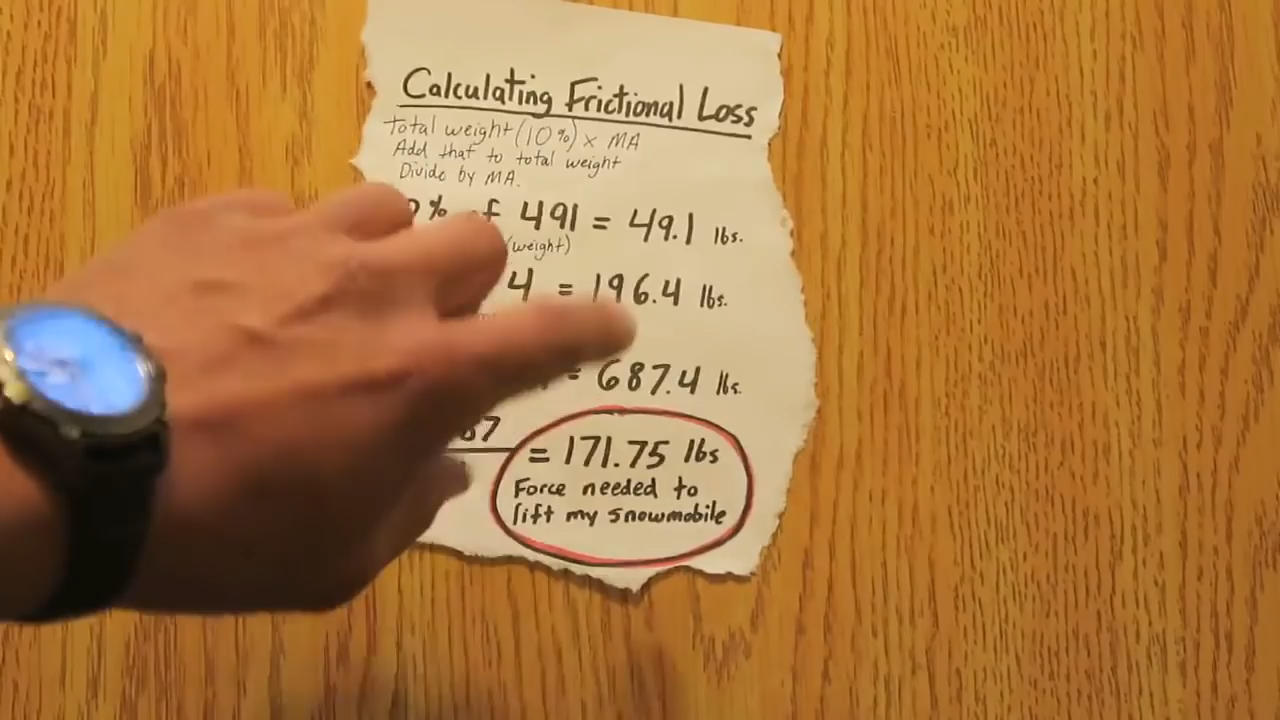 Calculating Frictional Loss
Total weight (10%) x MA
Add that to total weight
Divide by MA.
% of 491 = 49.1 lbs.
(weight)
4 = 196.4 lbs.
= 687.4 lbs.
= 171.75 lbs
Force needed to
lift my snowmobile